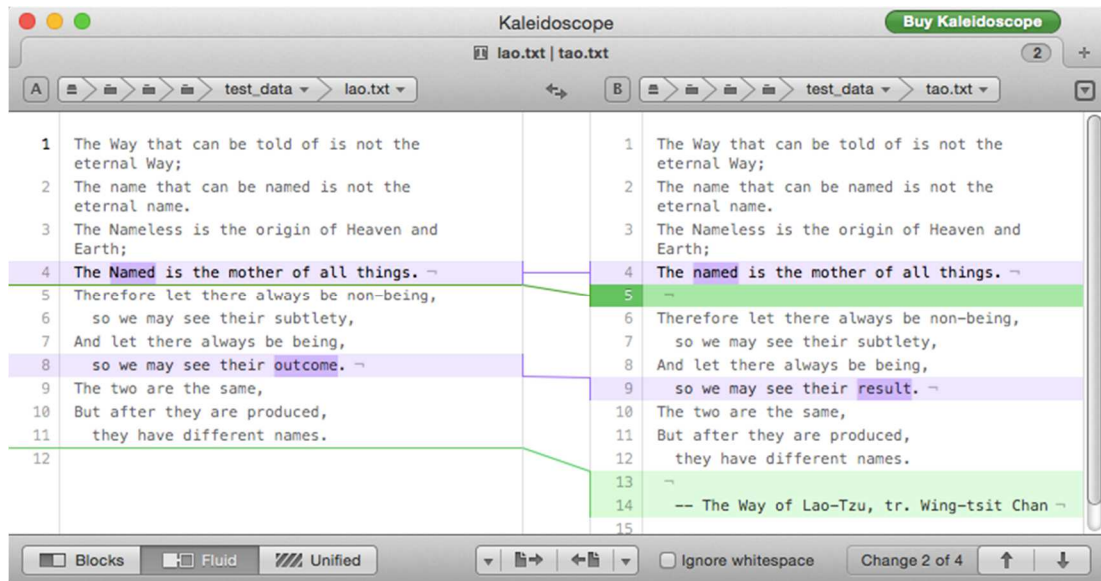 Kaleidoscope
Buy Kaleidoscope
lao.txt | tao.txt
2
A test_data lao.txt
B test_data tao.txt
1 The Way that can be told of is not the
eternal Way;
2 The name that can be named is not the
eternal name.
3 The Nameless is the origin of Heaven and
Earth;
4 The Named is the mother of all things. ¬
5 Therefore let there always be non-being,
6 so we may see their subtlety,
7 And let there always be being,
8 so we may see their outcome. ¬
9 The two are the same,
10 But after they are produced,
11 they have different names.
12
1 The Way that can be told of is not the
eternal Way;
2 The name that can be named is not the
eternal name.
3 The Nameless is the origin of Heaven and
Earth;
4 The named is the mother of all things. ¬
5 ¬
6 Therefore let there always be non-being,
7 so we may see their subtlety,
8 And let there always be being,
9 so we may see their result. ¬
10 The two are the same,
11 But after they are produced,
12 they have different names.
13 ¬
14 -- The Way of Lao-Tzu, tr. Wing-tsit Chan ¬
15
Blocks Fluid Unified Ignore whitespace Change 2 of 4